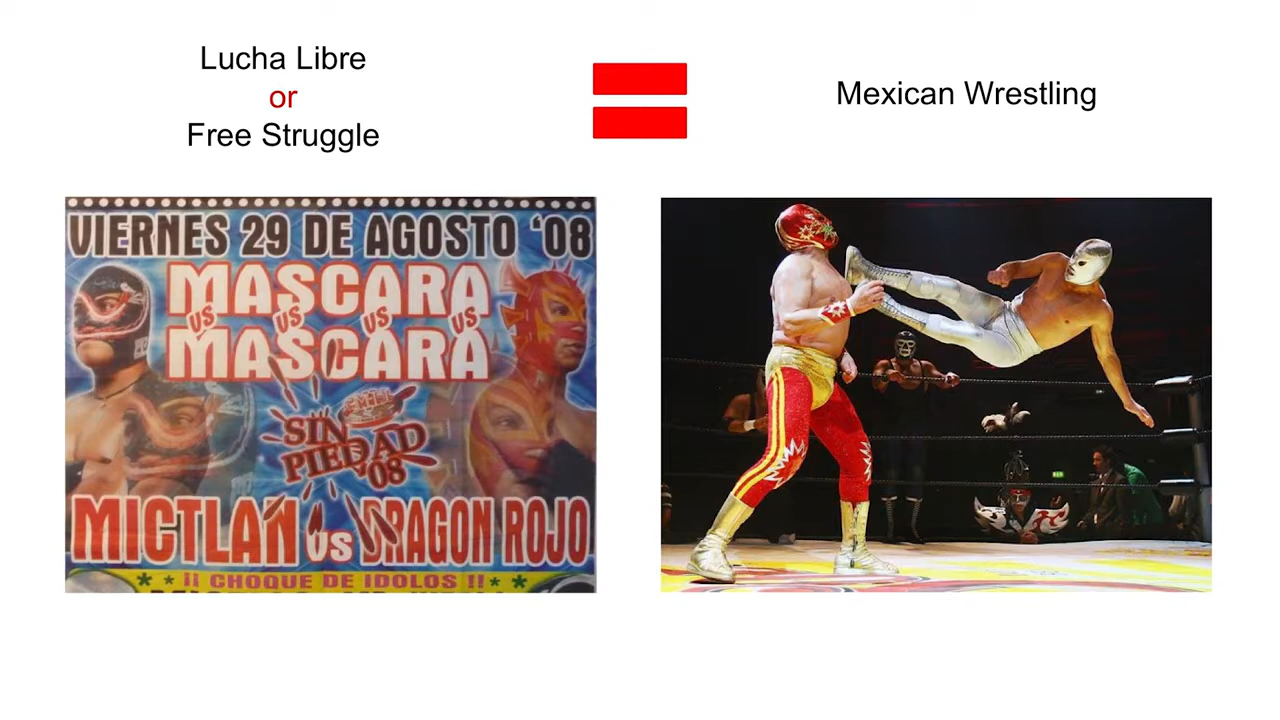 Lucha Libre
or
Free Struggle
Mexican Wrestling
VIERNES 29 DE AGOSTO '08
MASCARA
VS VS VS VS
MASCARA
SIN
PIEDAD
'08
MICTLAN VS DRAGON ROJO
¡¡ CHOQUE DE IDOLOS !!